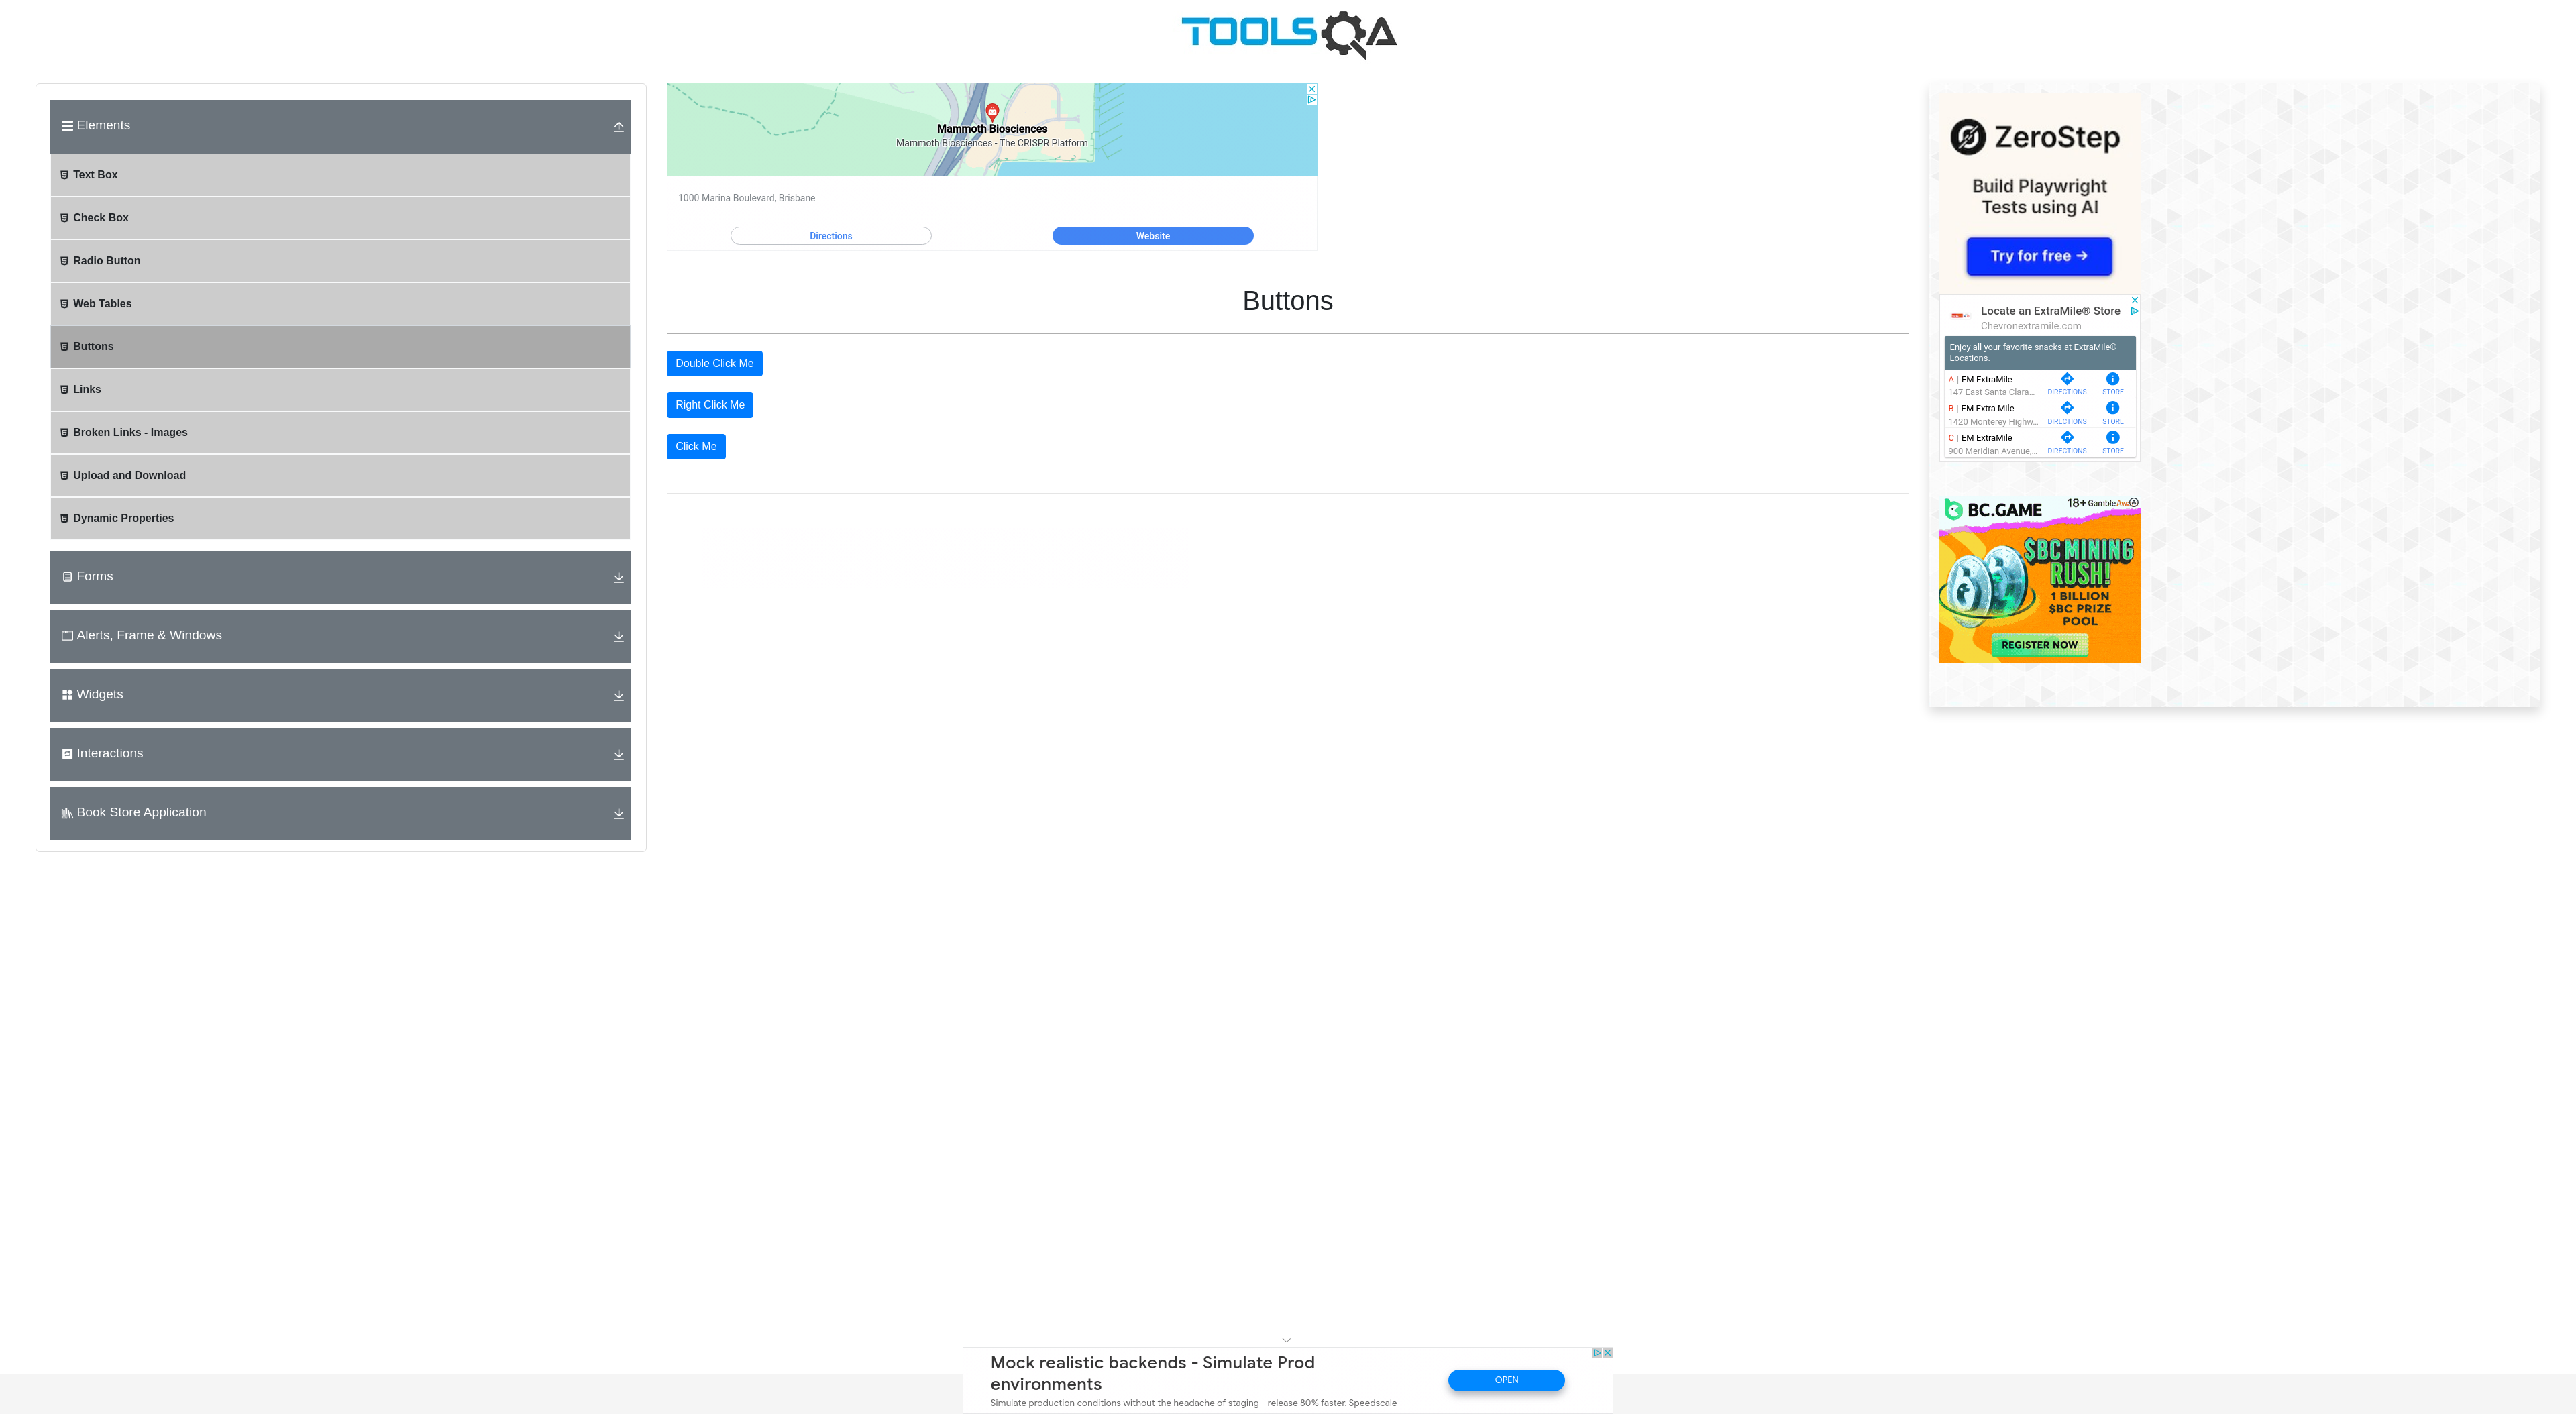 TOOLSQA
Elements
Text Box
Check Box
Radio Button
Web Tables
Buttons
Links
Broken Links - Images
Upload and Download
Dynamic Properties
Forms
Alerts, Frame & Windows
Widgets
Interactions
Book Store Application
Mammoth Biosciences
Mammoth Biosciences - The CRISPR Platform
1000 Marina Boulevard, Brisbane
Directions
Website
Buttons
Double Click Me
Right Click Me
Click Me
ZeroStep
Build Playwright
Tests using AI
Try for free →
Locate an ExtraMile® Store
Chevronextramile.com
Enjoy all your favorite snacks at ExtraMile®
Locations.
A | EM ExtraMile
147 East Santa Clara...
DIRECTIONS
STORE
B | EM Extra Mile
1420 Monterey Highw...
DIRECTIONS
STORE
C | EM ExtraMile
900 Meridian Avenue,...
DIRECTIONS
STORE
BC.GAME
18+ Gamble
$BC MINING
RUSH!
1 BILLION
$BC PRIZE
POOL
REGISTER NOW
Mock realistic backends - Simulate Prod
environments
Simulate production conditions without the headache of staging - release 80% faster. Speedscale
OPEN